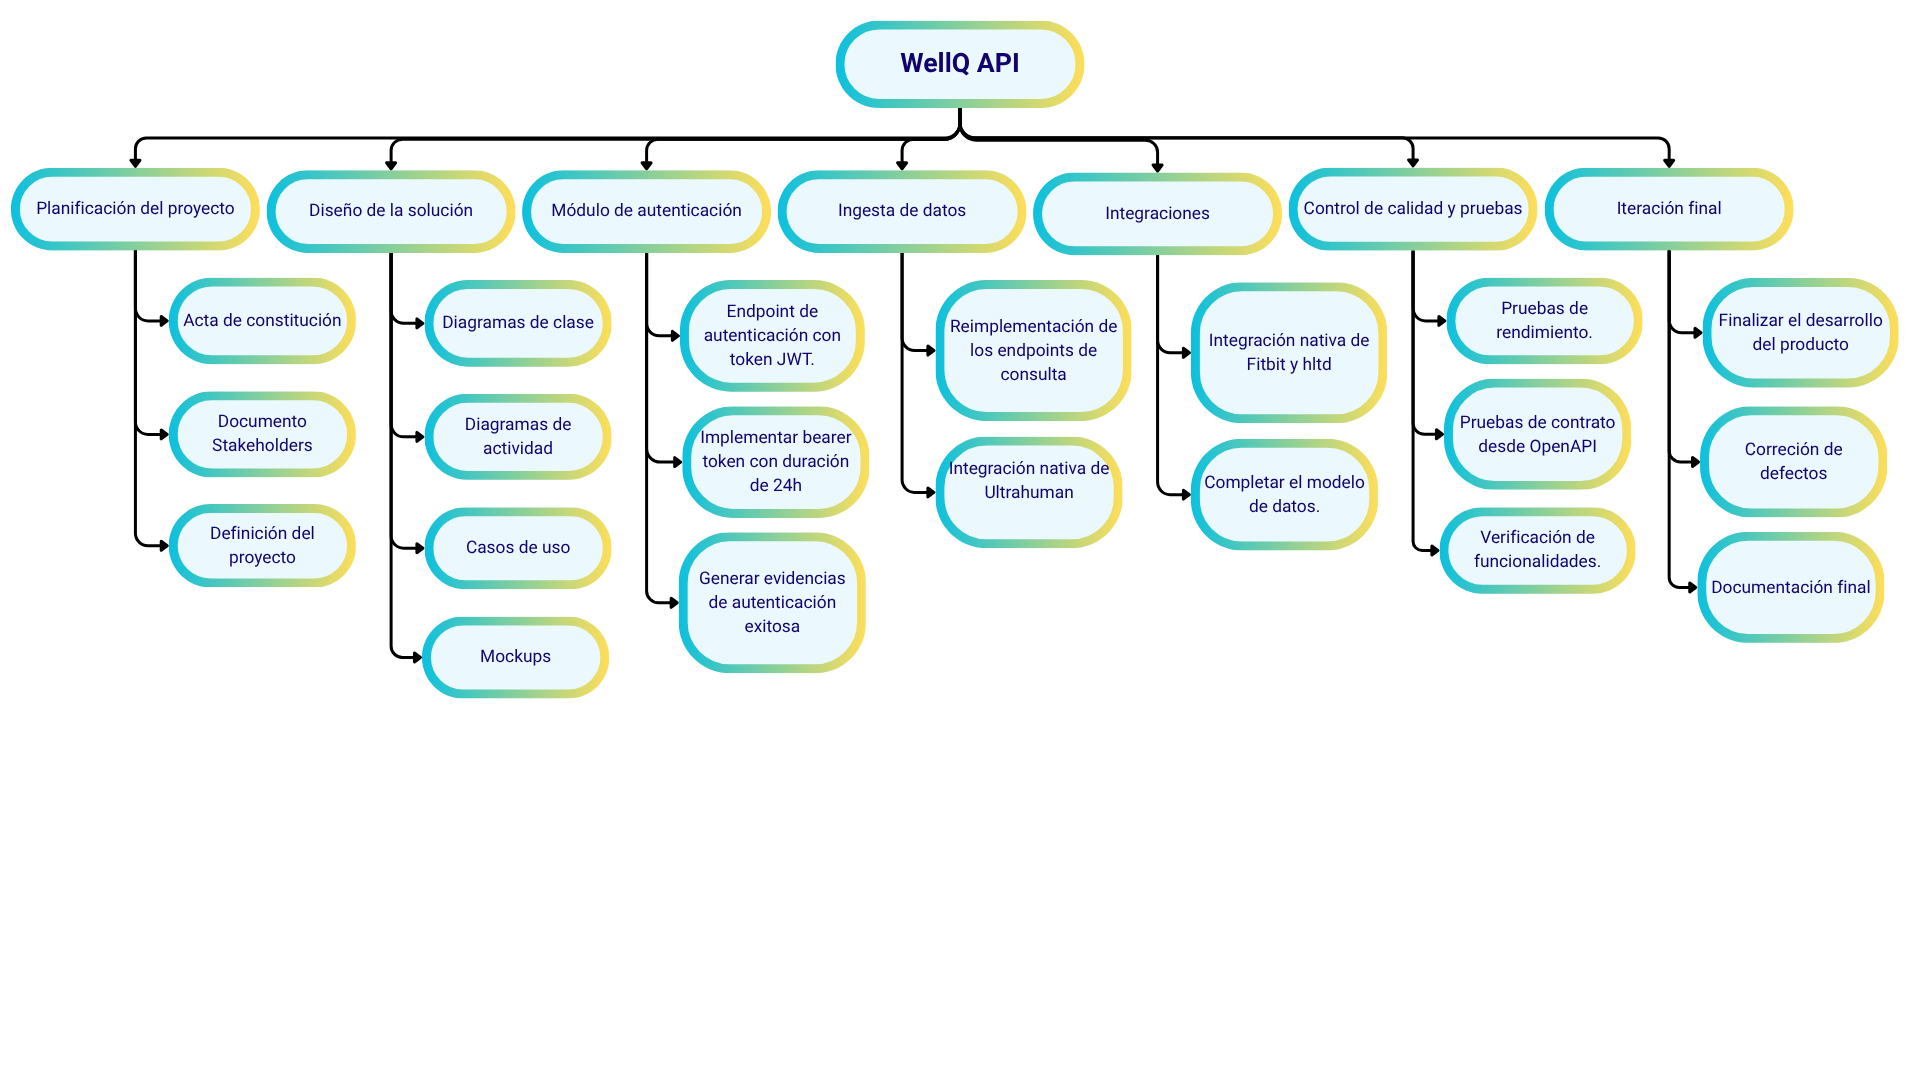 WellQ API
Planificación del proyecto
Acta de constitución
Documento
Stakeholders
Definición del
proyecto
Diseño de la solución
Diagramas de clase
Diagramas de
actividad
Casos de uso
Mockups
Módulo de autenticación
Endpoint de
autenticación con
token JWT.
Implementar bearer
token con duración
de 24h
Generar evidencias
de autenticación
exitosa
Ingesta de datos
Reimplementación de
los endpoints de
consulta
Integración nativa de
Ultrahuman
Integraciones
Integración nativa de
Fitbit y hltd
Completar el modelo
de datos.
Control de calidad y pruebas
Pruebas de
rendimiento.
Pruebas de contrato
desde OpenAPI
Verificación de
funcionalidades.
Iteración final
Finalizar el desarrollo
del producto
Correción de
defectos
Documentación final